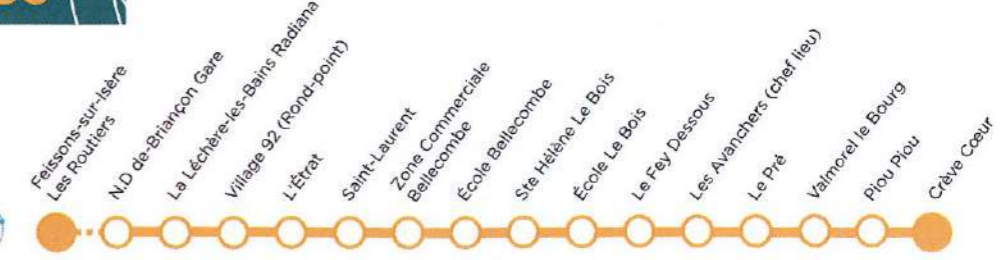 Feissons-sur-Isère
Les Routiers
N.D de-Briançon Gare
La Léchère-les-Bains Radiana
Village 92 (Rond-point)
L'Étrat
Saint-Laurent
Zone Commerciale
Bellecombe
École Bellecombe
Ste Hélène Le Bois
École Le Bois
Le Fey Dessous
Les Avanchers (chef lieu)
Le Pré
Valmorel le Bourg
Piou Piou
Crève Cœur